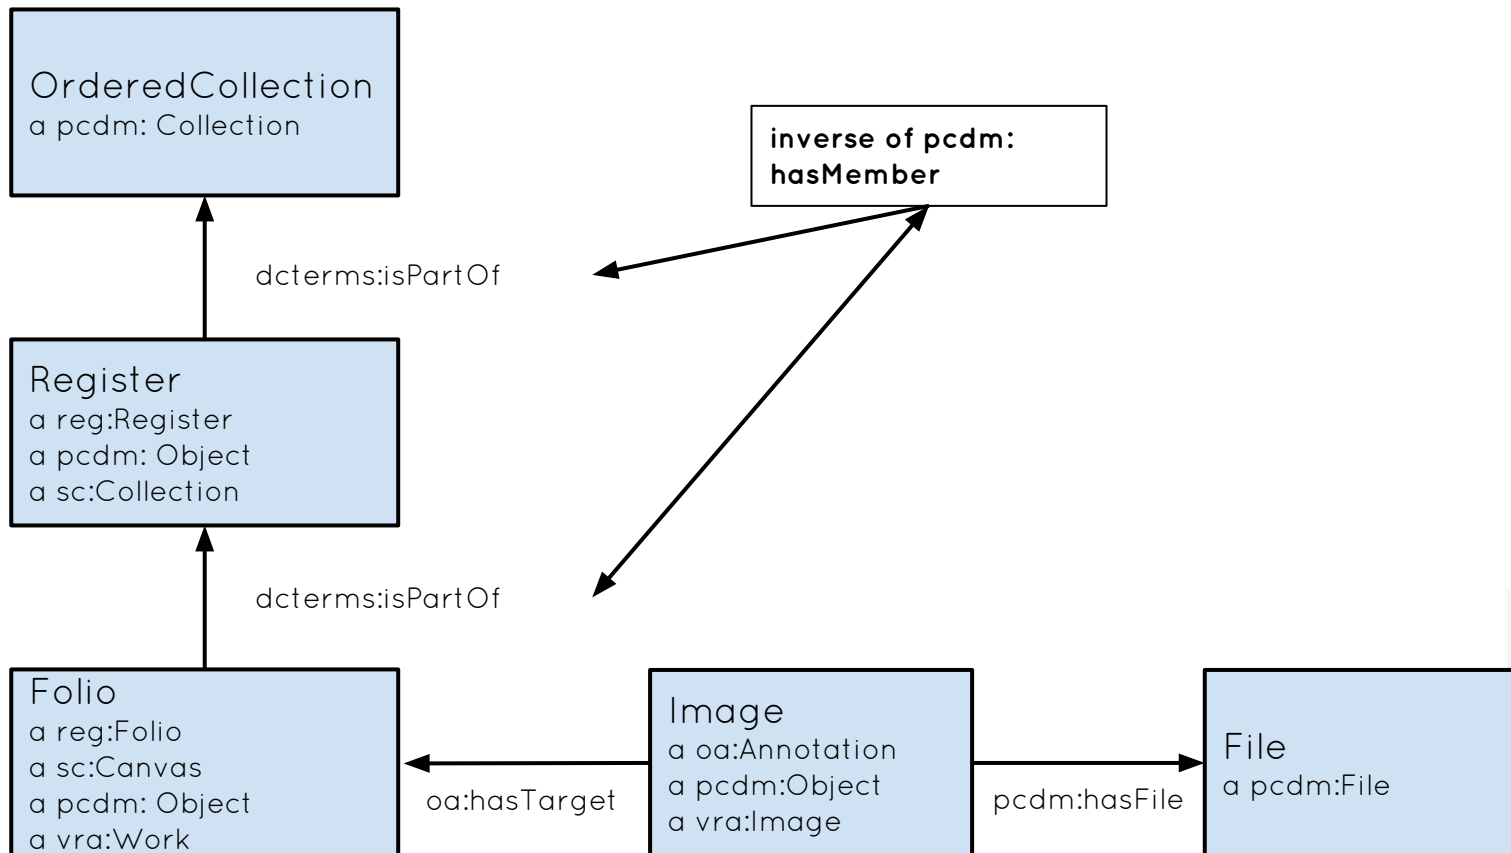 OrderedCollection
a pcdm: Collection
inverse of pcdm:
hasMember
dcterms:isPartOf
Register
a reg:Register
a pcdm: Object
a sc:Collection
dcterms:isPartOf
Folio
a reg:Folio
a sc:Canvas
a pcdm: Object
a vra:Work
oa:hasTarget
Image
a oa:Annotation
a pcdm:Object
a vra:Image
pcdm:hasFile
File
a pcdm:File